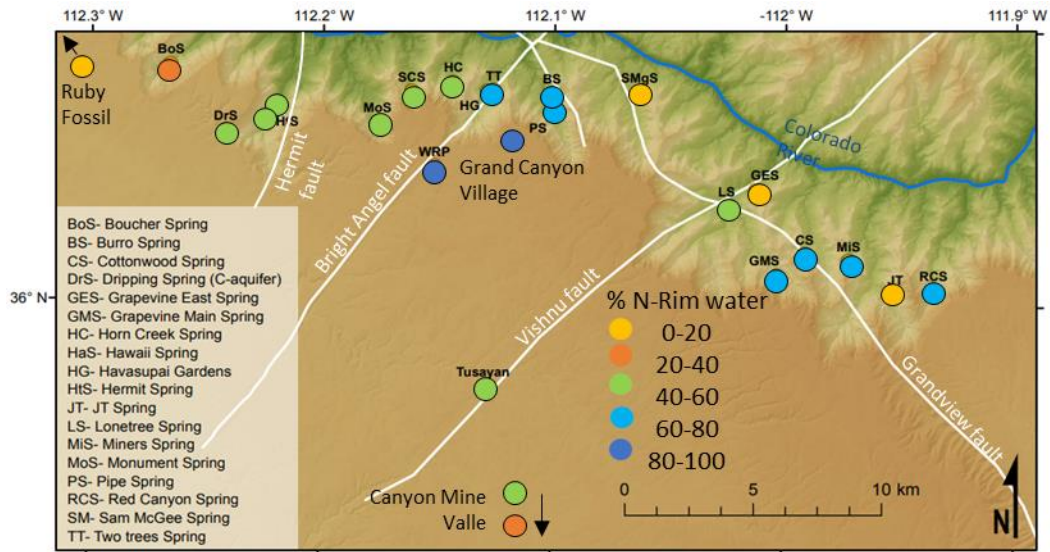 112.3° W
112.2° W
112.1° W
-112° W
111.9° W
BoS
Ruby
Fossil
DrS
HtS
Hermit
fault
MoS
SCS
HC
HG
TT
BS
PS
SMgS
WRP
Grand Canyon
Village
Colorado
River
GES
LS
CS
GMS
MiS
JT
RCS
Bright Angel fault
Vishnu fault
Grandview fault
36° N
Tusayan
BoS- Boucher Spring
BS- Burro Spring
CS- Cottonwood Spring
DrS- Dripping Spring (C-aquifer)
GES- Grapevine East Spring
GMS- Grapevine Main Spring
HC- Horn Creek Spring
HaS- Hawaii Spring
HG- Havasupai Gardens
HtS- Hermit Spring
JT- JT Spring
LS- Lonetree Spring
MiS- Miners Spring
MoS- Monument Spring
PS- Pipe Spring
RCS- Red Canyon Spring
SM- Sam McGee Spring
TT- Two trees Spring
% N-Rim water
0-20
20-40
40-60
60-80
80-100
Canyon Mine
Valle
0 5 10 km
N